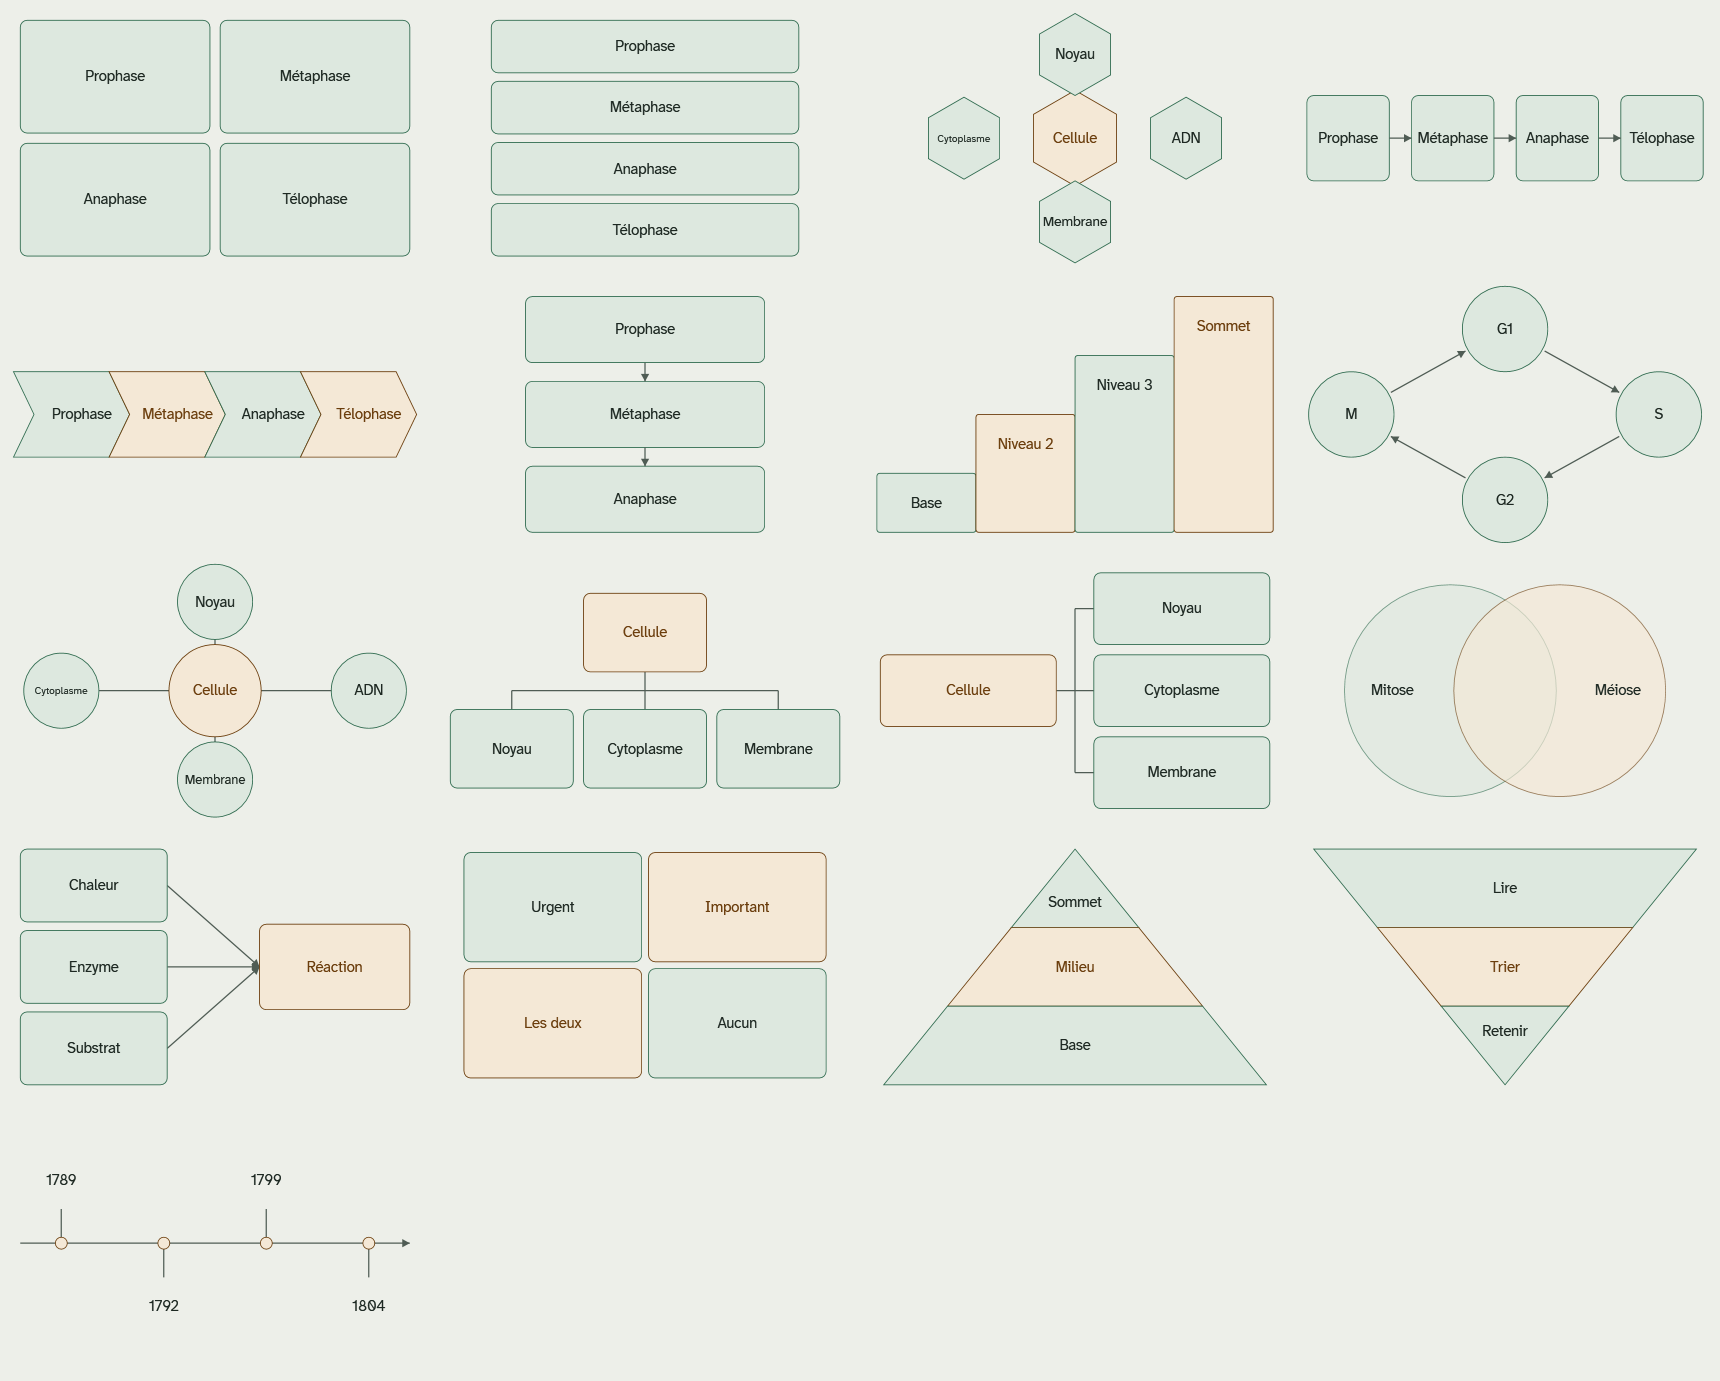 Prophase
Métaphase
Anaphase
Télophase
Prophase
Métaphase
Anaphase
Télophase
Noyau
Cytoplasme
Cellule
ADN
Membrane
Prophase
Métaphase
Anaphase
Télophase
Prophase
Métaphase
Anaphase
Télophase
Prophase
Métaphase
Anaphase
Base
Niveau 2
Niveau 3
Sommet
G1
M
S
G2
Noyau
Cytoplasme
Cellule
ADN
Membrane
Cellule
Noyau
Cytoplasme
Membrane
Cellule
Noyau
Cytoplasme
Membrane
Mitose
Méiose
Chaleur
Enzyme
Substrat
Réaction
Urgent
Important
Les deux
Aucun
Sommet
Milieu
Base
Lire
Trier
Retenir
1789
1799
1792
1804